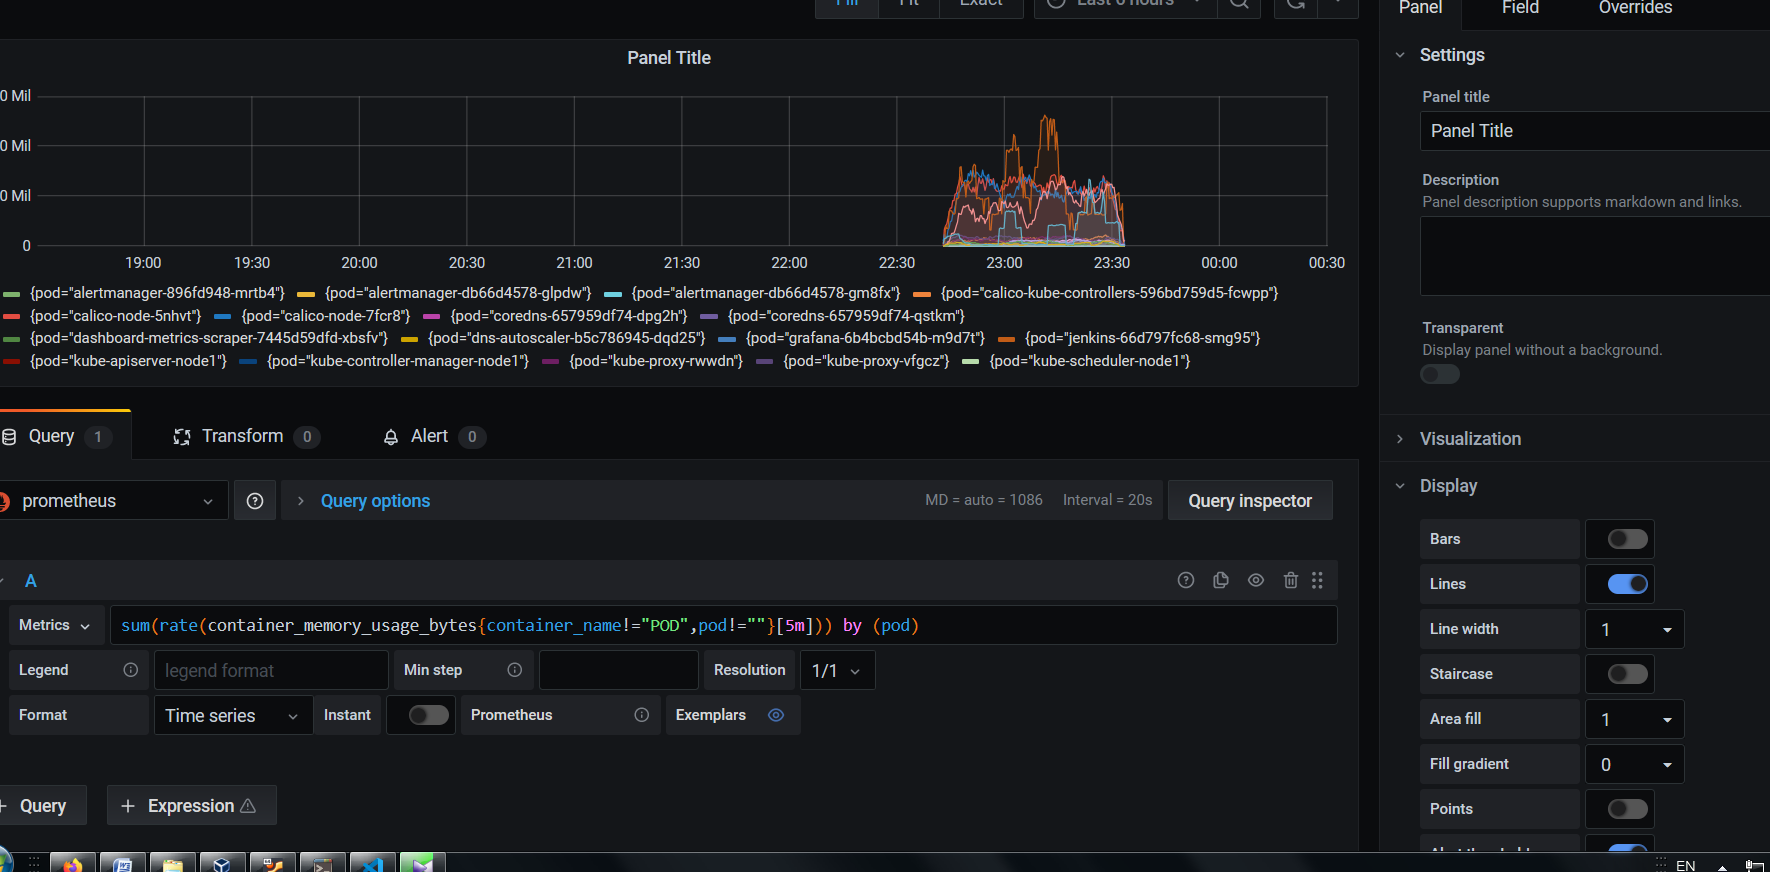 Fill Fit Exact Last 6 hours
Panel Field Overrides
Panel Title
0 Mil
0 Mil
0 Mil
0
19:00 19:30 20:00 20:30 21:00 21:30 22:00 22:30 23:00 23:30 00:00 00:30
{pod="alertmanager-896fd948-mrtb4"} {pod="alertmanager-db66d4578-glpdw"} {pod="alertmanager-db66d4578-gm8fx"} {pod="calico-kube-controllers-596bd759d5-fcwpp"}
{pod="calico-node-5nhvt"} {pod="calico-node-7fcr8"} {pod="coredns-657959df74-dpg2h"} {pod="coredns-657959df74-qstkm"}
{pod="dashboard-metrics-scraper-7445d59dfd-xbsfv"} {pod="dns-autoscaler-b5c786945-dqd25"} {pod="grafana-6b4bcbd54b-m9d7t"} {pod="jenkins-66d797fc68-smg95"}
{pod="kube-apiserver-node1"} {pod="kube-controller-manager-node1"} {pod="kube-proxy-rwwdn"} {pod="kube-proxy-vfgcz"} {pod="kube-scheduler-node1"}
Query 1 Transform 0 Alert 0
prometheus Query options MD = auto = 1086 Interval = 20s Query inspector
A
Metrics sum(rate(container_memory_usage_bytes{container_name!="POD",pod!=""}[5m])) by (pod)
Legend legend format Min step Resolution 1/1
Format Time series Instant Prometheus Exemplars
+ Query + Expression
Settings
Panel title
Panel Title
Description
Panel description supports markdown and links.
Transparent
Display panel without a background.
Visualization
Display
Bars
Lines
Line width 1
Staircase
Area fill 1
Fill gradient 0
Points
EN